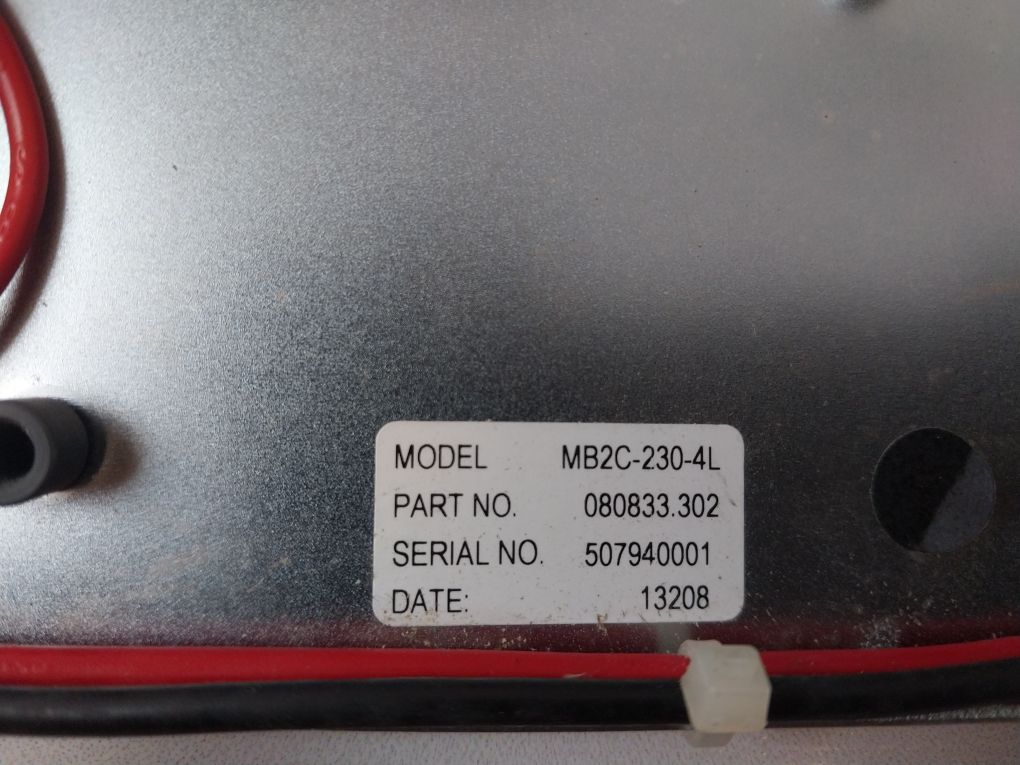 MODEL MB2C-230-4L
PART NO. 080833.302
SERIAL NO. 507940001
DATE: 13208